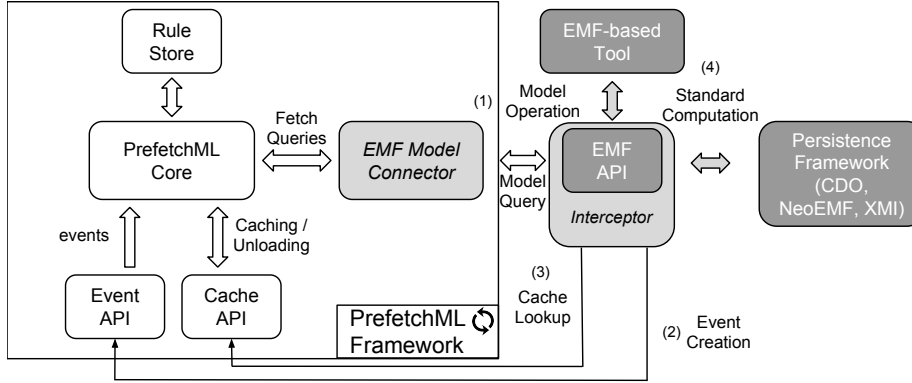 Rule
Store
EMF-based
Tool
(4)
(1)
Model
Operation
Standard
Computation
Fetch
Queries
PrefetchML
Core
EMF Model
Connector
EMF
API
Persistence
Framework
(CDO,
NeoEMF, XMI)
Model
Query
Interceptor
events
Caching /
Unloading
Event
API
Cache
API
(3)
Cache
Lookup
PrefetchML
Framework
(2)
Event
Creation